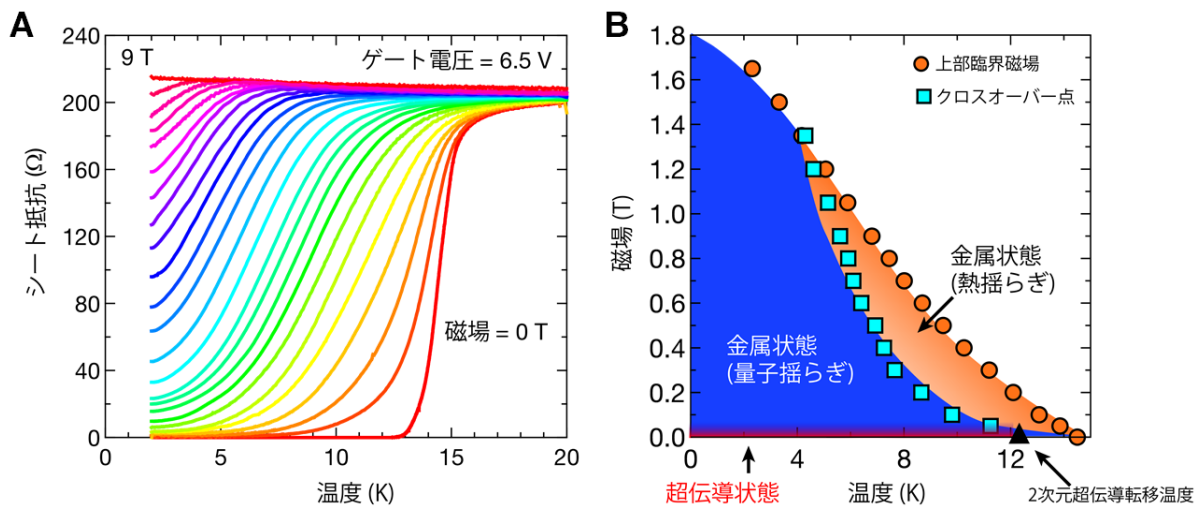 A
9 T
ゲート電圧 = 6.5 V
磁場 = 0 T
シート抵抗 (Ω)
240
200
160
120
80
40
0
0
5
10
15
20
温度 (K)
B
上部臨界磁場
クロスオーバー点
金属状態
(熱揺らぎ)
金属状態
(量子揺らぎ)
磁場 (T)
1.8
1.6
1.4
1.2
1.0
0.8
0.6
0.4
0.2
0.0
0
4
8
12
超伝導状態
温度 (K)
2次元超伝導転移温度